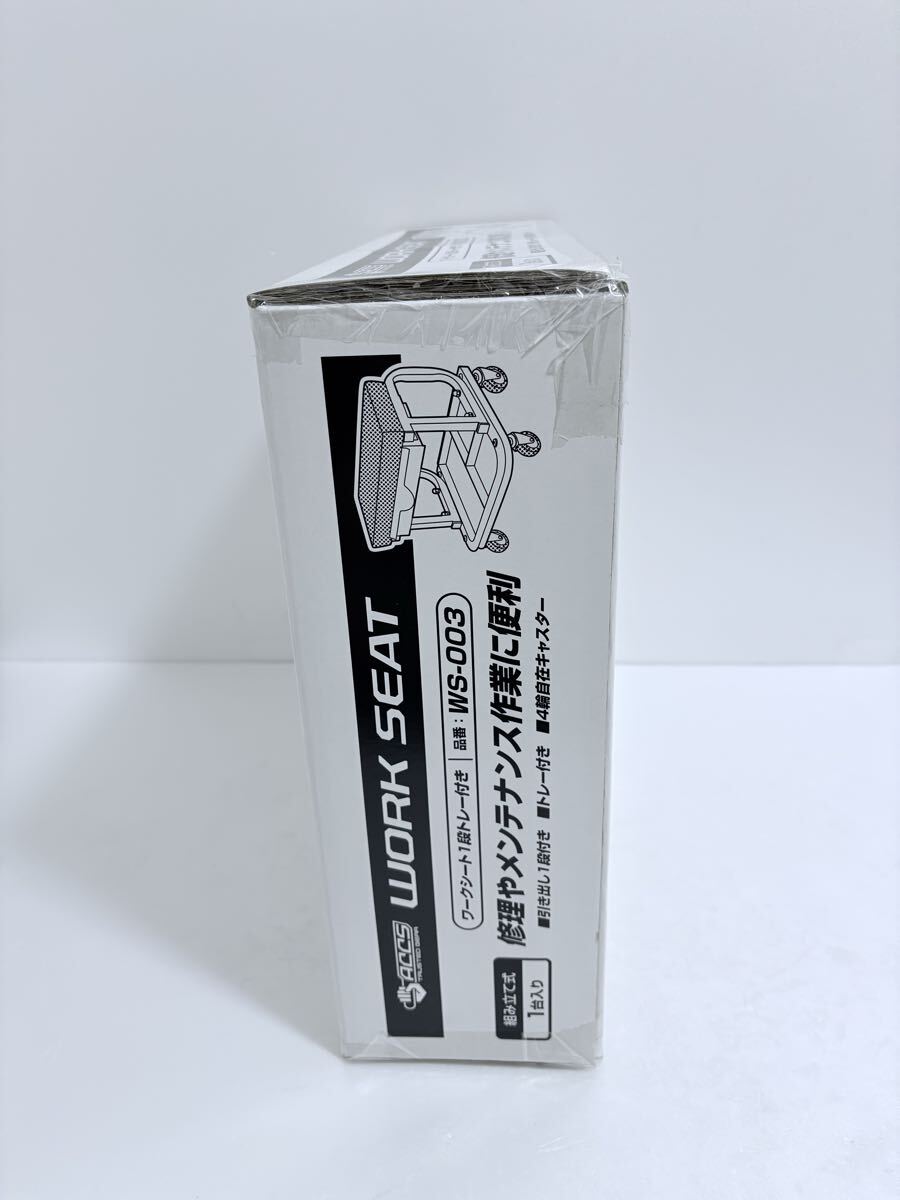 ACCS
TRUSTED GEAR
WORK SEAT
ワークシート1段トレー付き 品番：WS-003
修理やメンテナンス作業に便利
■引き出し1段付き ■トレー付き ■4輪自在キャスター
組み立て式
1台入り